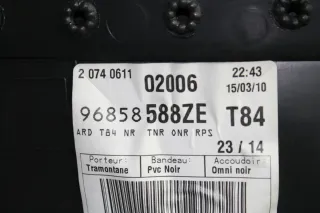 2 074 0611 02006 22:43
15/03/10
96858 588ZE T84
ARD T84 NR TNR ONR RPS
23 / 14
Porteur: Bandeau: Accoudoir
Tramontane Pvc Noir Omni noir